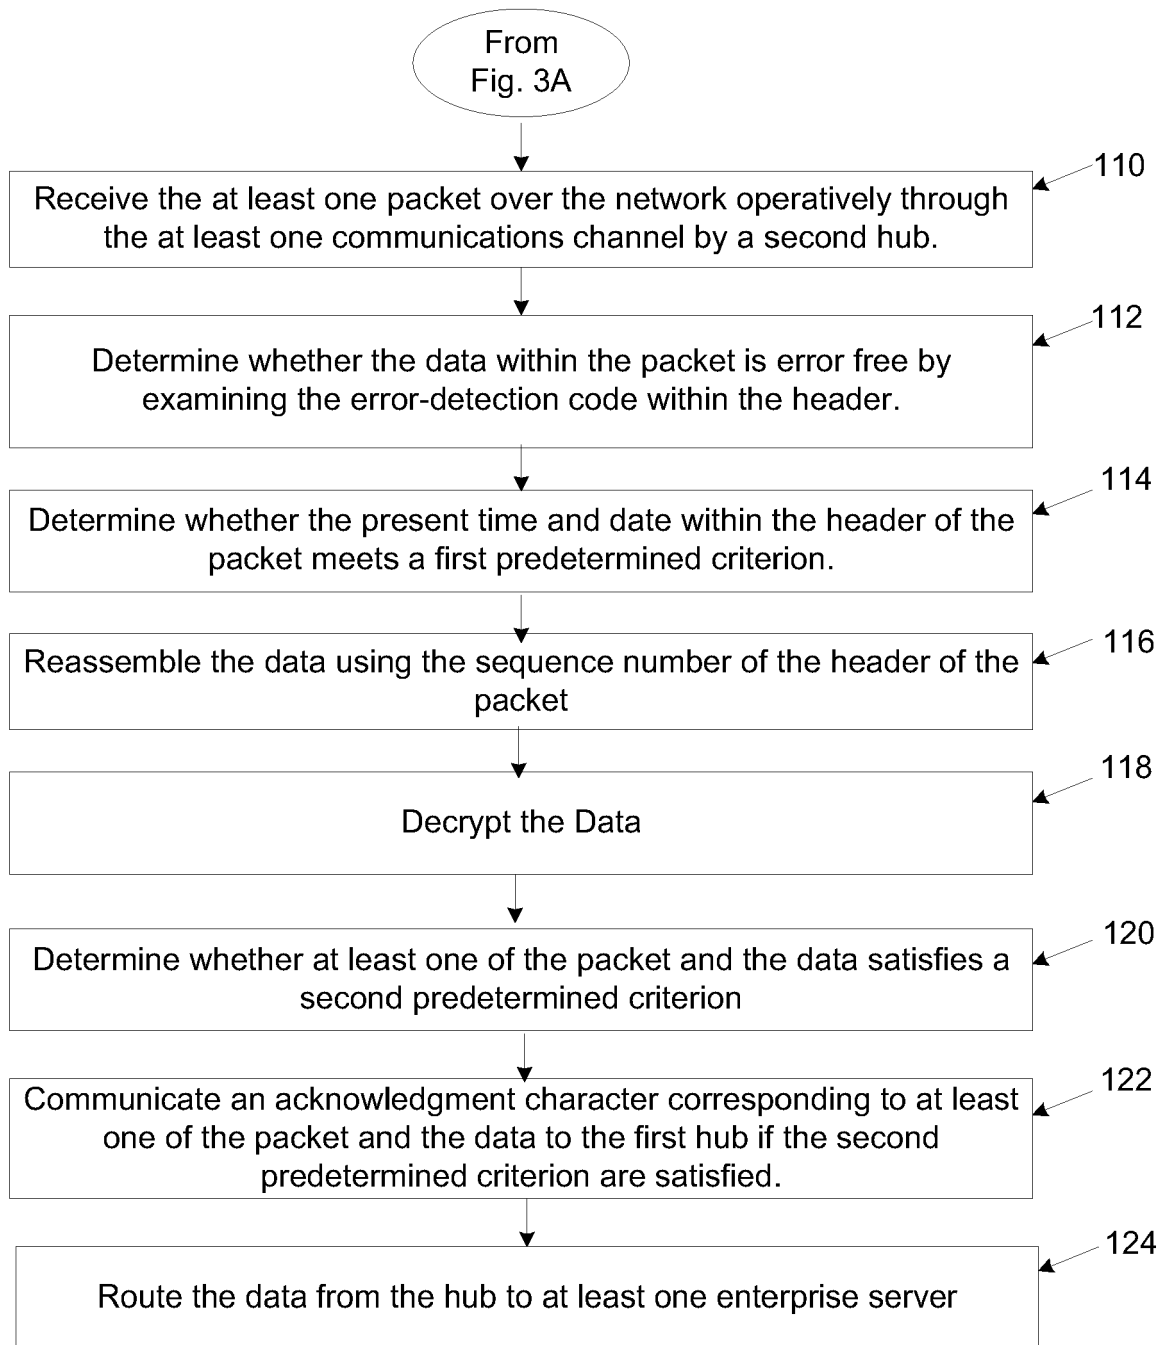 From
Fig. 3A
110
Receive the at least one packet over the network operatively through
the at least one communications channel by a second hub.
112
Determine whether the data within the packet is error free by
examining the error-detection code within the header.
114
Determine whether the present time and date within the header of the
packet meets a first predetermined criterion.
116
Reassemble the data using the sequence number of the header of the
packet
118
Decrypt the Data
120
Determine whether at least one of the packet and the data satisfies a
second predetermined criterion
122
Communicate an acknowledgment character corresponding to at least
one of the packet and the data to the first hub if the second
predetermined criterion are satisfied.
124
Route the data from the hub to at least one enterprise server